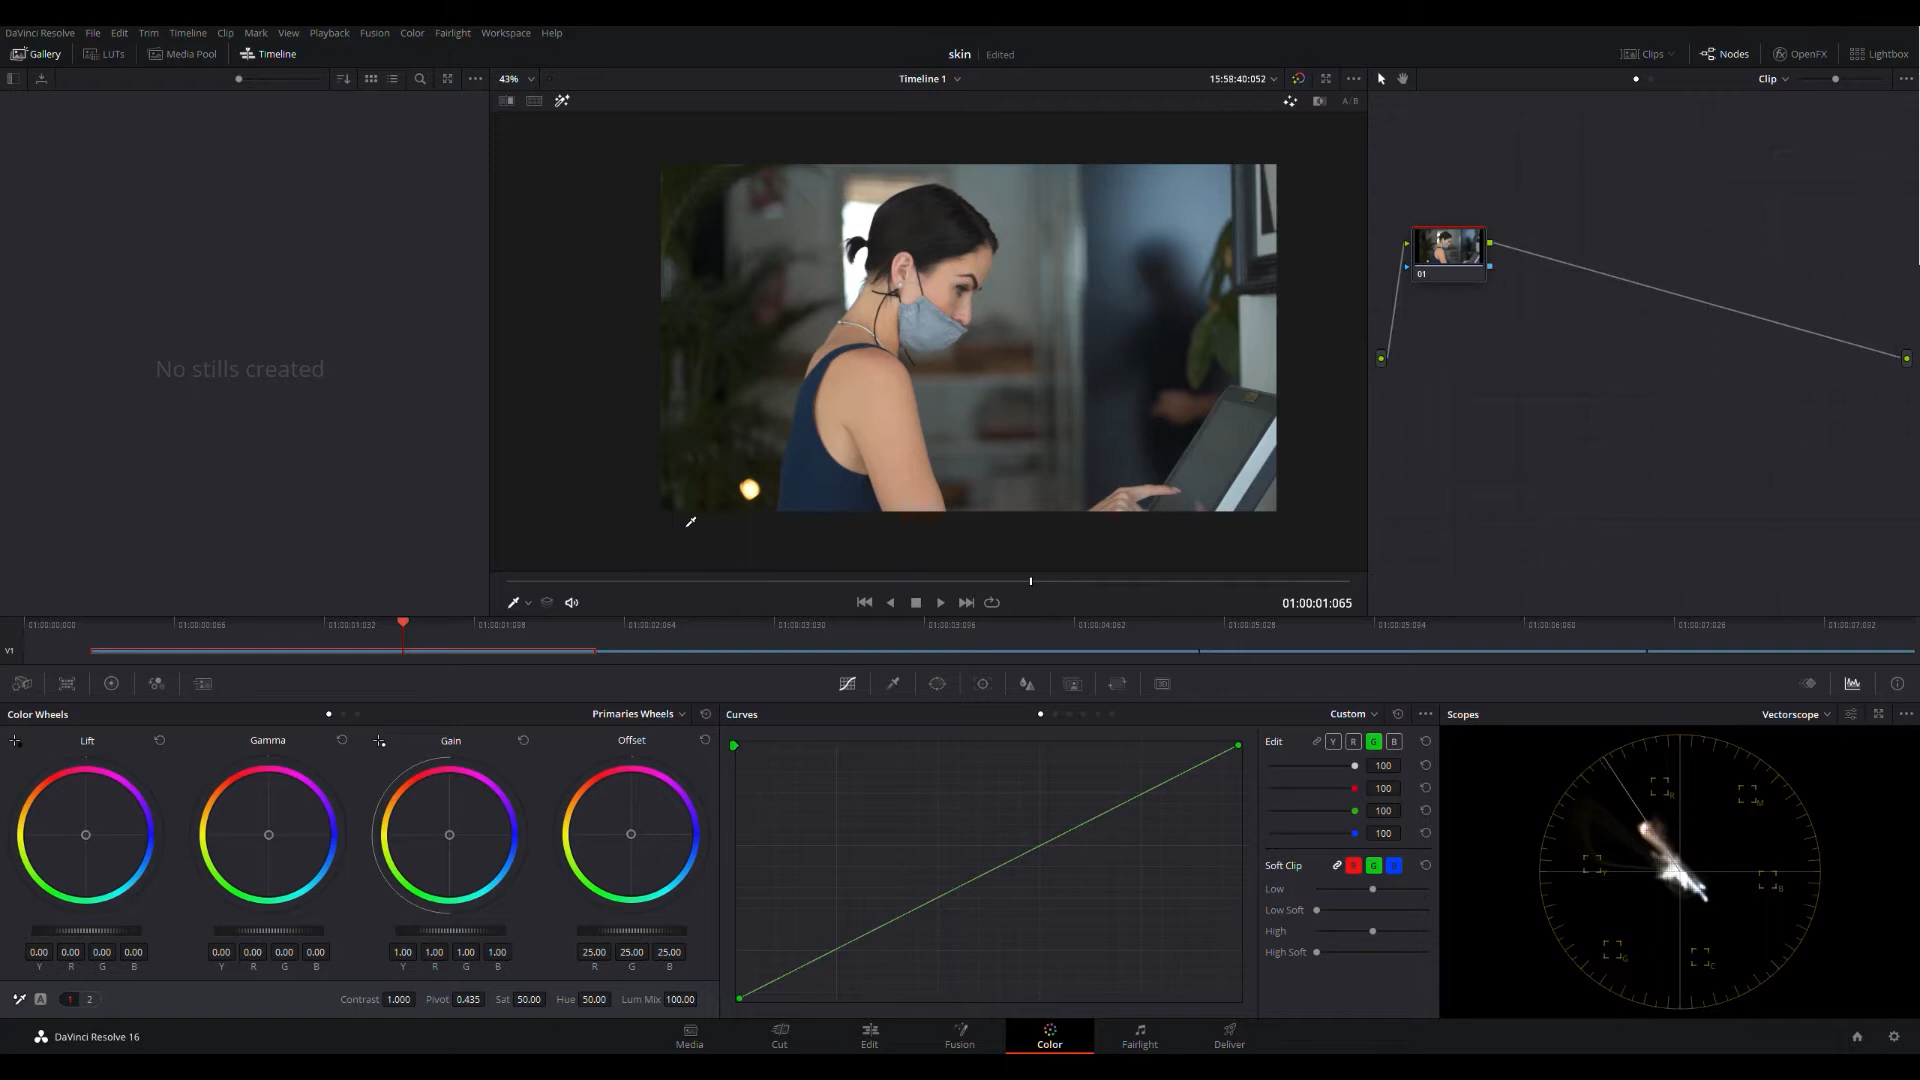 DaVinci Resolve File Edit Trim Timeline Clip Mark View Playback Fusion Color Fairlight Workspace Help
Gallery LUTs Media Pool Timeline skin Edited Clips Nodes OpenFX Lightbox
43% Timeline 1 15:58:40:052 Clip
A/B
No stills created
01
01:00:01:065
01:00:00:000 01:00:00:066 01:00:01:032 01:00:01:098 01:00:02:064 01:00:03:030 01:00:03:096 01:00:04:062 01:00:05:028 01:00:05:094 01:00:06:060 01:00:07:026 01:00:07:092
V1
Color Wheels Primaries Wheels Curves Custom Scopes Vectorscope
Lift Gamma Gain Offset Edit Y R G B
100
100
100
100
Soft Clip R G B
Low
Low Soft
High
High Soft
R M Y B G C
0.00 0.00 0.00 0.00 0.00 0.00 0.00 0.00 1.00 1.00 1.00 1.00 25.00 25.00 25.00
Y R G B Y R G B Y R G B R G B
A 1 2 Contrast 1.000 Pivot 0.435 Sat 50.00 Hue 50.00 Lum Mix 100.00
DaVinci Resolve 16 Media Cut Edit Fusion Color Fairlight Deliver